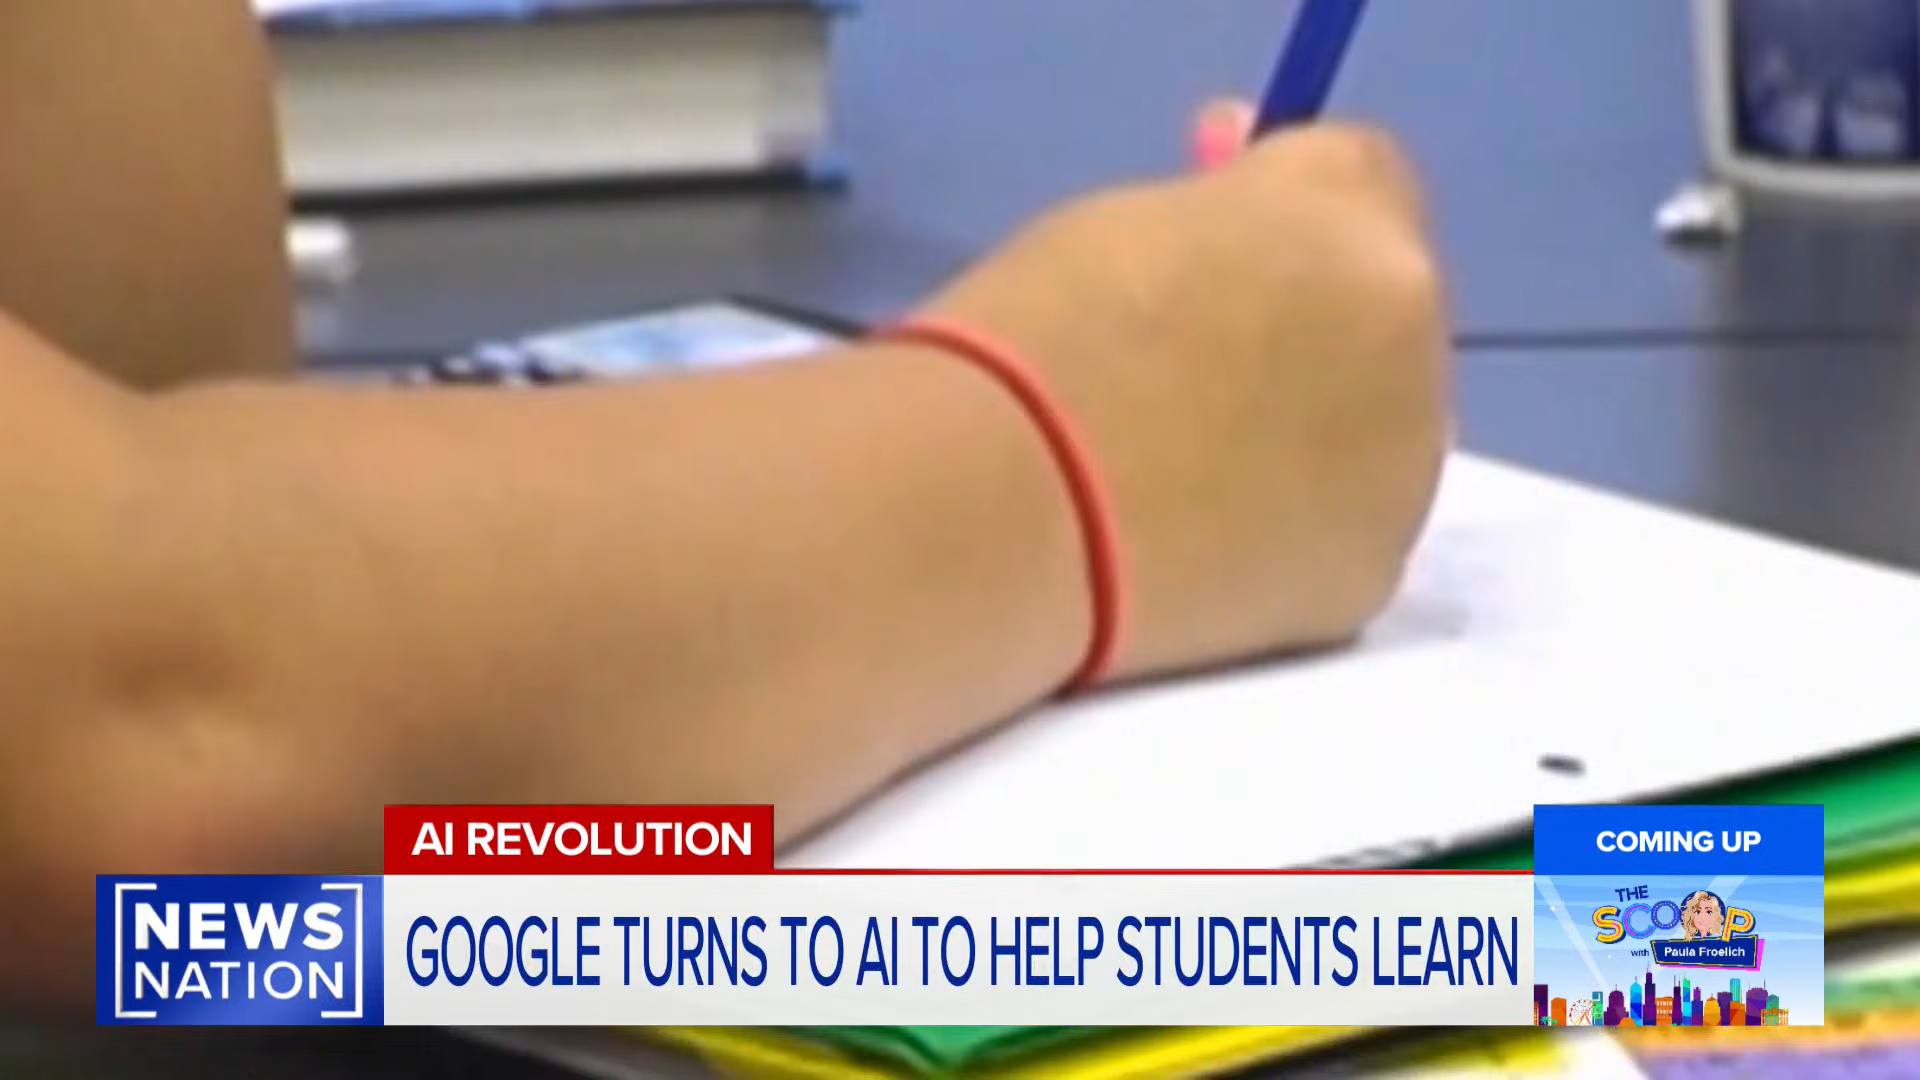 AI REVOLUTION
NEWS
NATION
GOOGLE TURNS TO AI TO HELP STUDENTS LEARN
COMING UP
THE
SCOOP
with Paula Froelich